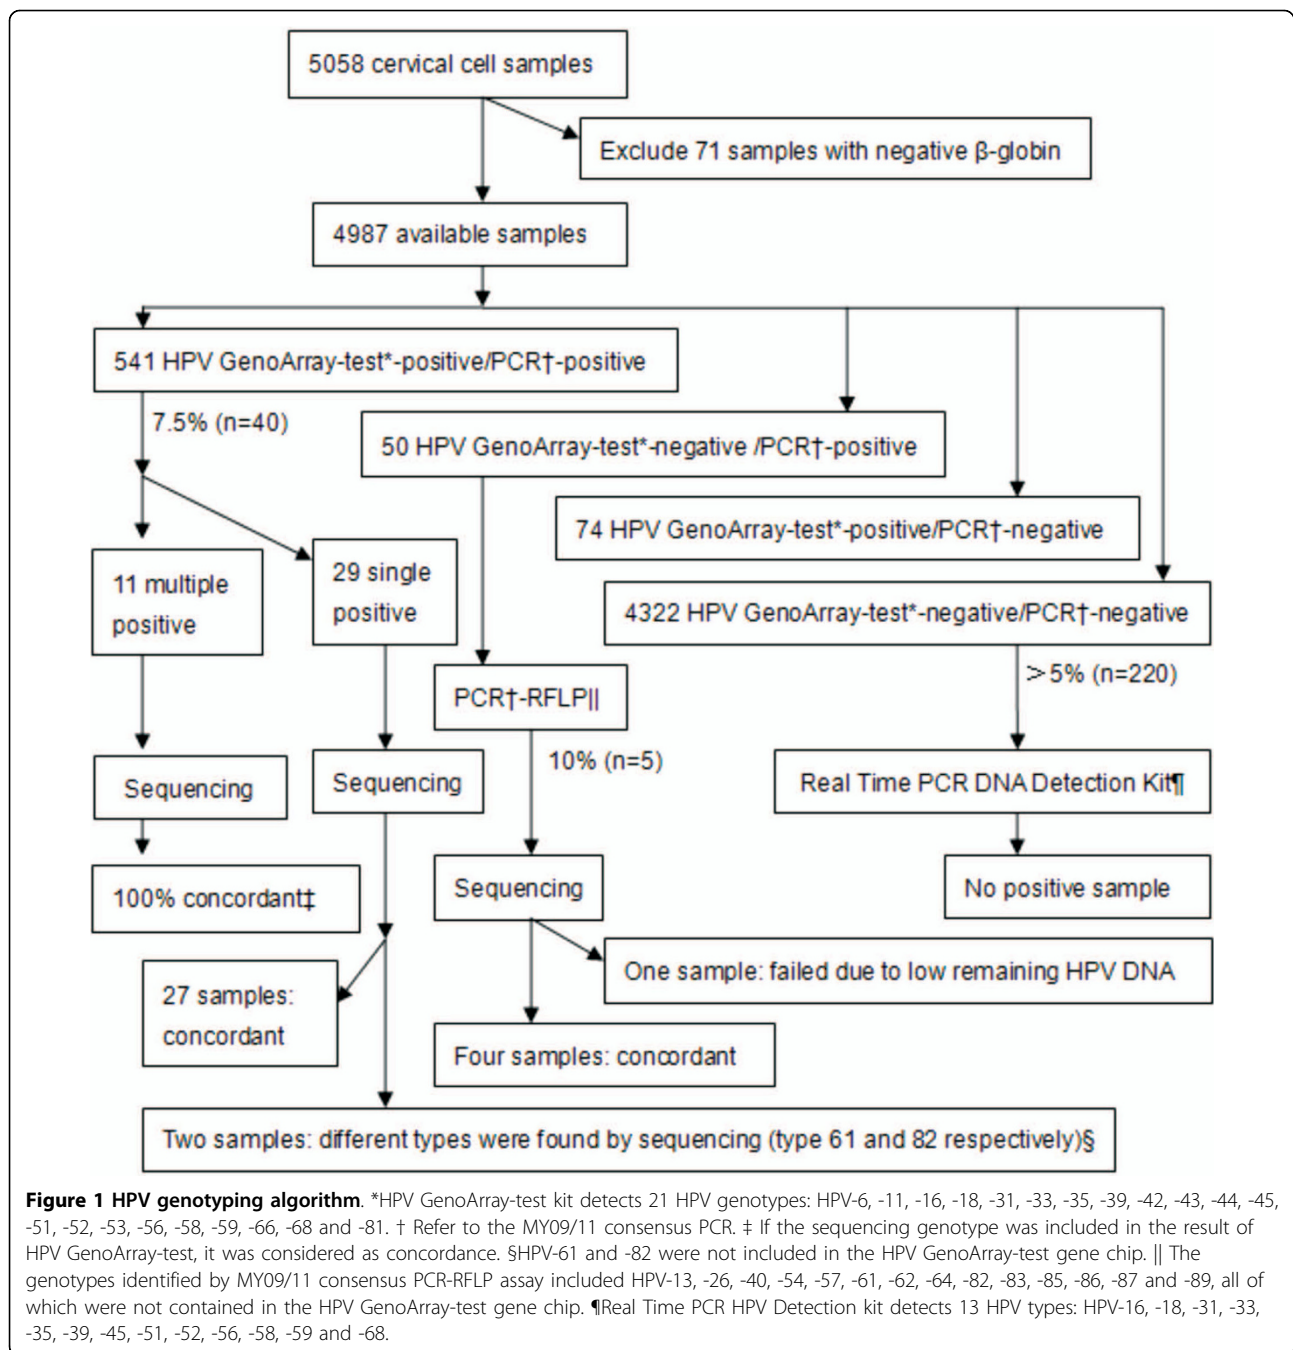 5058 cervical cell samples
Exclude 71 samples with negative β-globin
4987 available samples
541 HPV GenoArray-test*-positive/PCR†-positive
7.5% (n=40)
50 HPV GenoArray-test*-negative /PCR†-positive
74 HPV GenoArray-test*-positive/PCR†-negative
11 multiple
positive
29 single
positive
4322 HPV GenoArray-test*-negative/PCR†-negative
>5% (n=220)
PCR†-RFLP||
10% (n=5)
Sequencing
Sequencing
Real Time PCR DNA Detection Kit¶
100% concordant‡
Sequencing
No positive sample
27 samples:
concordant
One sample: failed due to low remaining HPV DNA
Four samples: concordant
Two samples: different types were found by sequencing (type 61 and 82 respectively)§
Figure 1 HPV genotyping algorithm. *HPV GenoArray-test kit detects 21 HPV genotypes: HPV-6, -11, -16, -18, -31, -33, -35, -39, -42, -43, -44, -45,
-51, -52, -53, -56, -58, -59, -66, -68 and -81. † Refer to the MY09/11 consensus PCR. ‡ If the sequencing genotype was included in the result of
HPV GenoArray-test, it was considered as concordance. §HPV-61 and -82 were not included in the HPV GenoArray-test gene chip. || The
genotypes identified by MY09/11 consensus PCR-RFLP assay included HPV-13, -26, -40, -54, -57, -61, -62, -64, -82, -83, -85, -86, -87 and -89, all of
which were not contained in the HPV GenoArray-test gene chip. ¶Real Time PCR HPV Detection kit detects 13 HPV types: HPV-16, -18, -31, -33,
-35, -39, -45, -51, -52, -56, -58, -59 and -68.